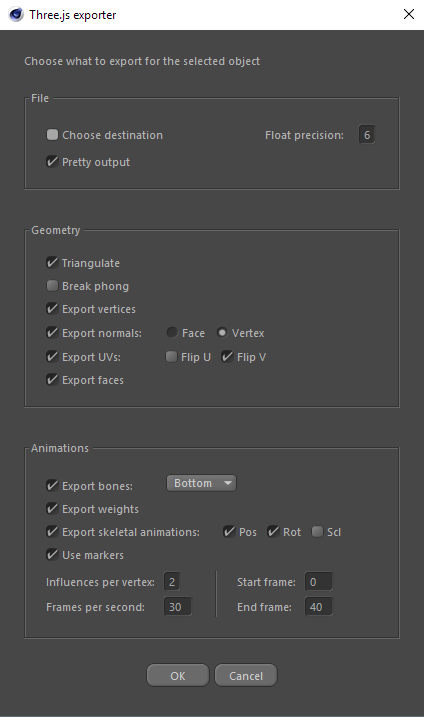 Three.js exporter
Choose what to export for the selected object
File
Choose destination Float precision: 6
Pretty output
Geometry
Triangulate
Break phong
Export vertices
Export normals: Face Vertex
Export UVs: Flip U Flip V
Export faces
Animations
Export bones: Bottom
Export weights
Export skeletal animations: Pos Rot Scl
Use markers
Influences per vertex: 2 Start frame: 0
Frames per second: 30 End frame: 40
OK Cancel